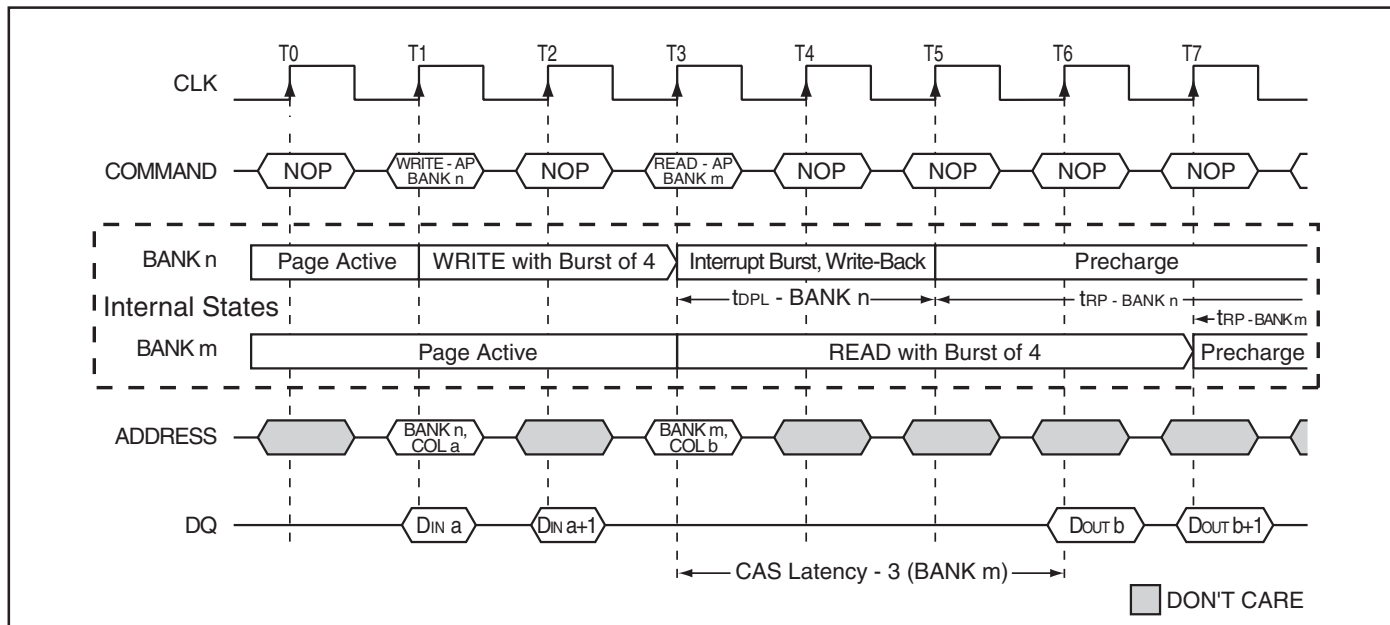 T0 T1 T2 T3 T4 T5 T6 T7
CLK
COMMAND NOP WRITE - AP BANK n NOP READ - AP BANK m NOP NOP NOP NOP
BANK n Page Active WRITE with Burst of 4 Interrupt Burst, Write-Back Precharge
tDPL - BANK n tRP - BANK n
Internal States
tRP - BANK m
BANK m Page Active READ with Burst of 4 Precharge
ADDRESS BANK n, COL a BANK m, COL b
DQ DIN a DIN a+1 DOUT b DOUT b+1
CAS Latency - 3 (BANK m)
DON'T CARE